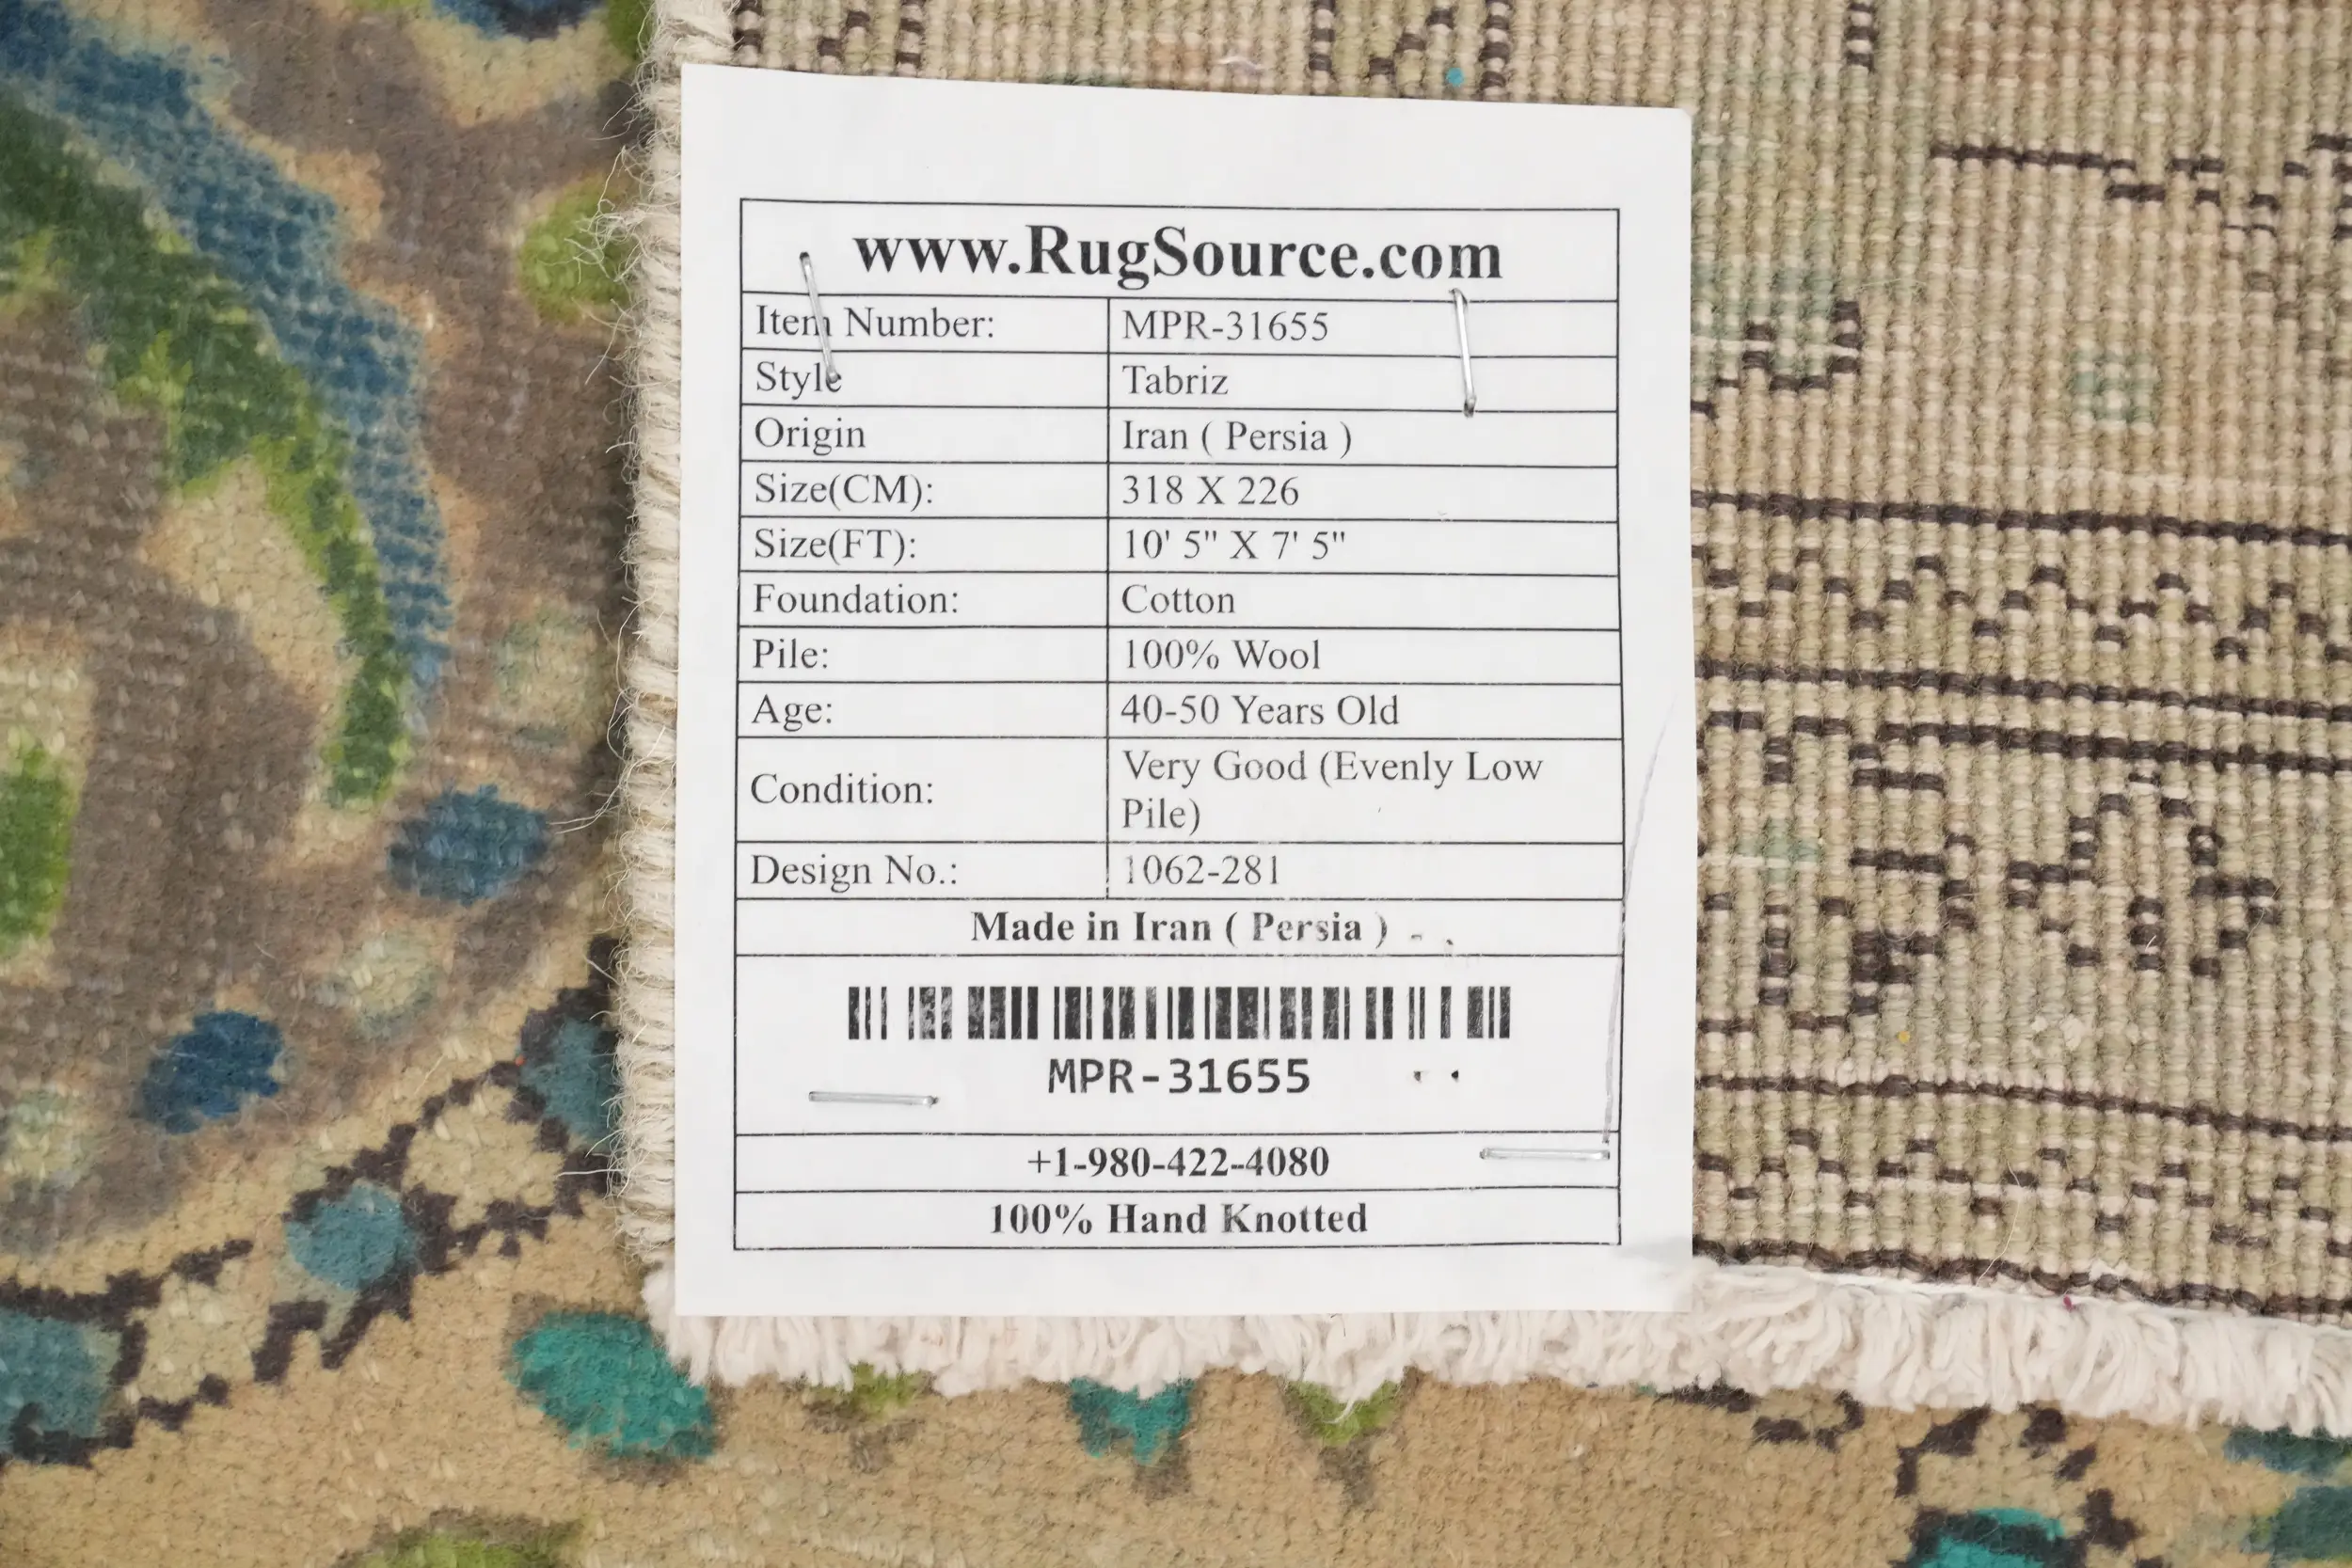 www.RugSource.com
Item Number: MPR-31655
Style Tabriz
Origin Iran ( Persia )
Size(CM): 318 X 226
Size(FT): 10' 5" X 7' 5"
Foundation: Cotton
Pile: 100% Wool
Age: 40-50 Years Old
Condition: Very Good (Evenly Low
Pile)
Design No.: 1062-281
Made in Iran ( Persia )
MPR-31655
+1-980-422-4080
100% Hand Knotted